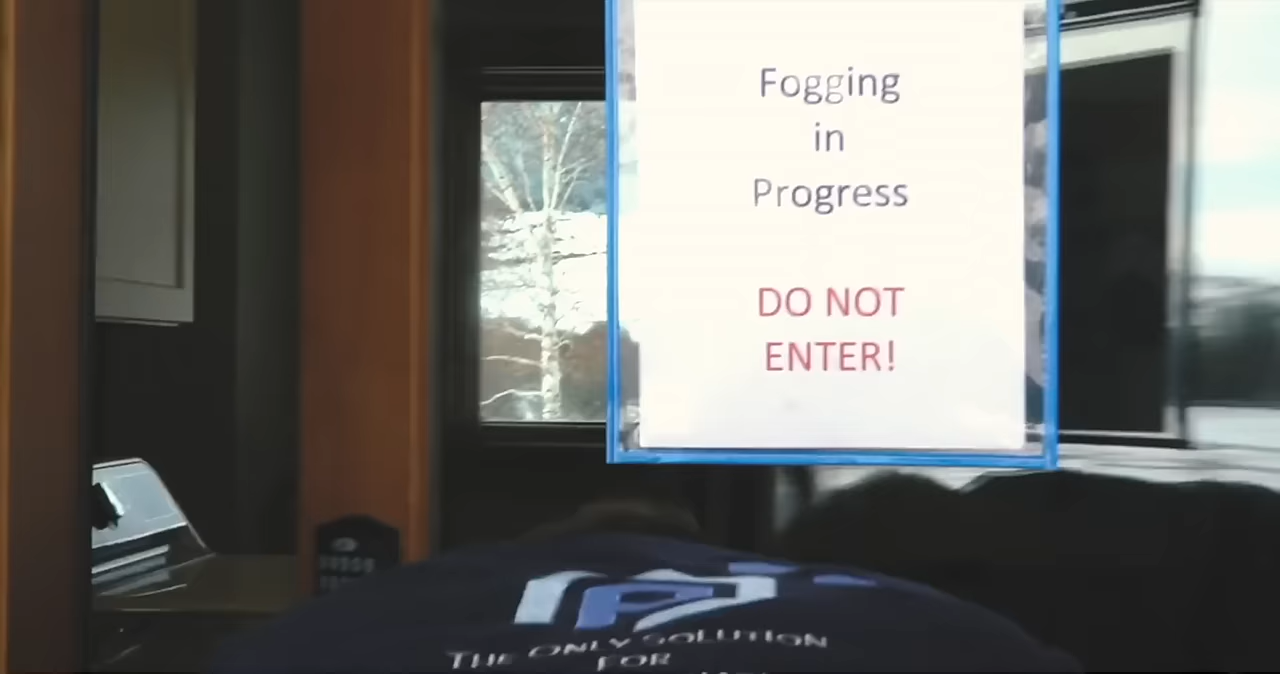 Fogging
in
Progress
DO NOT
ENTER!
THE ONLY SOLUTION
FOR